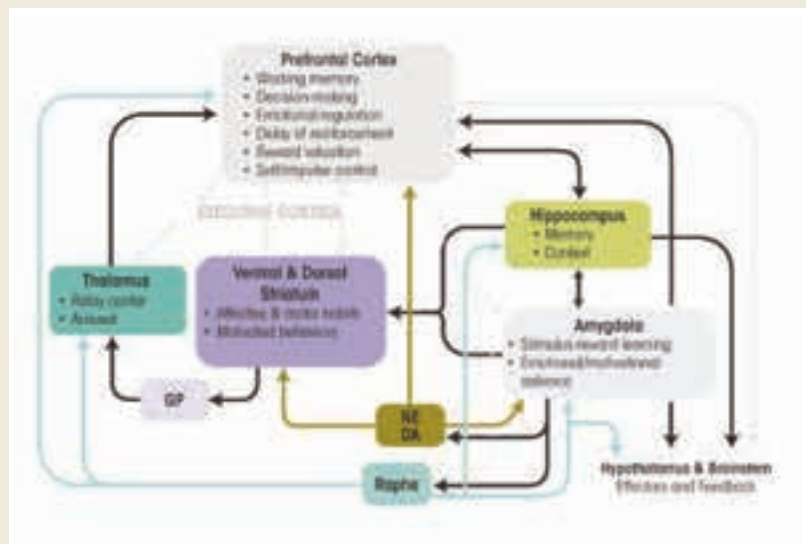 Prefrontal Cortex
• Working memory
• Decision-making
• Emotional regulation
• Delay of reinforcement
• Reward valuation
• Self/impulse control
Hippocampus
• Memory
• Context
Thalamus
• Relay center
• Arousal
Ventral & Dorsal
Striatum
• Affective & motor habits
• Motivated behaviors
Amygdala
• Stimulus-reward learning
• Emotional/motivational
salience
GP
NE
DA
Raphe
Hypothalamus & Brainstem
Effectors and Feedback